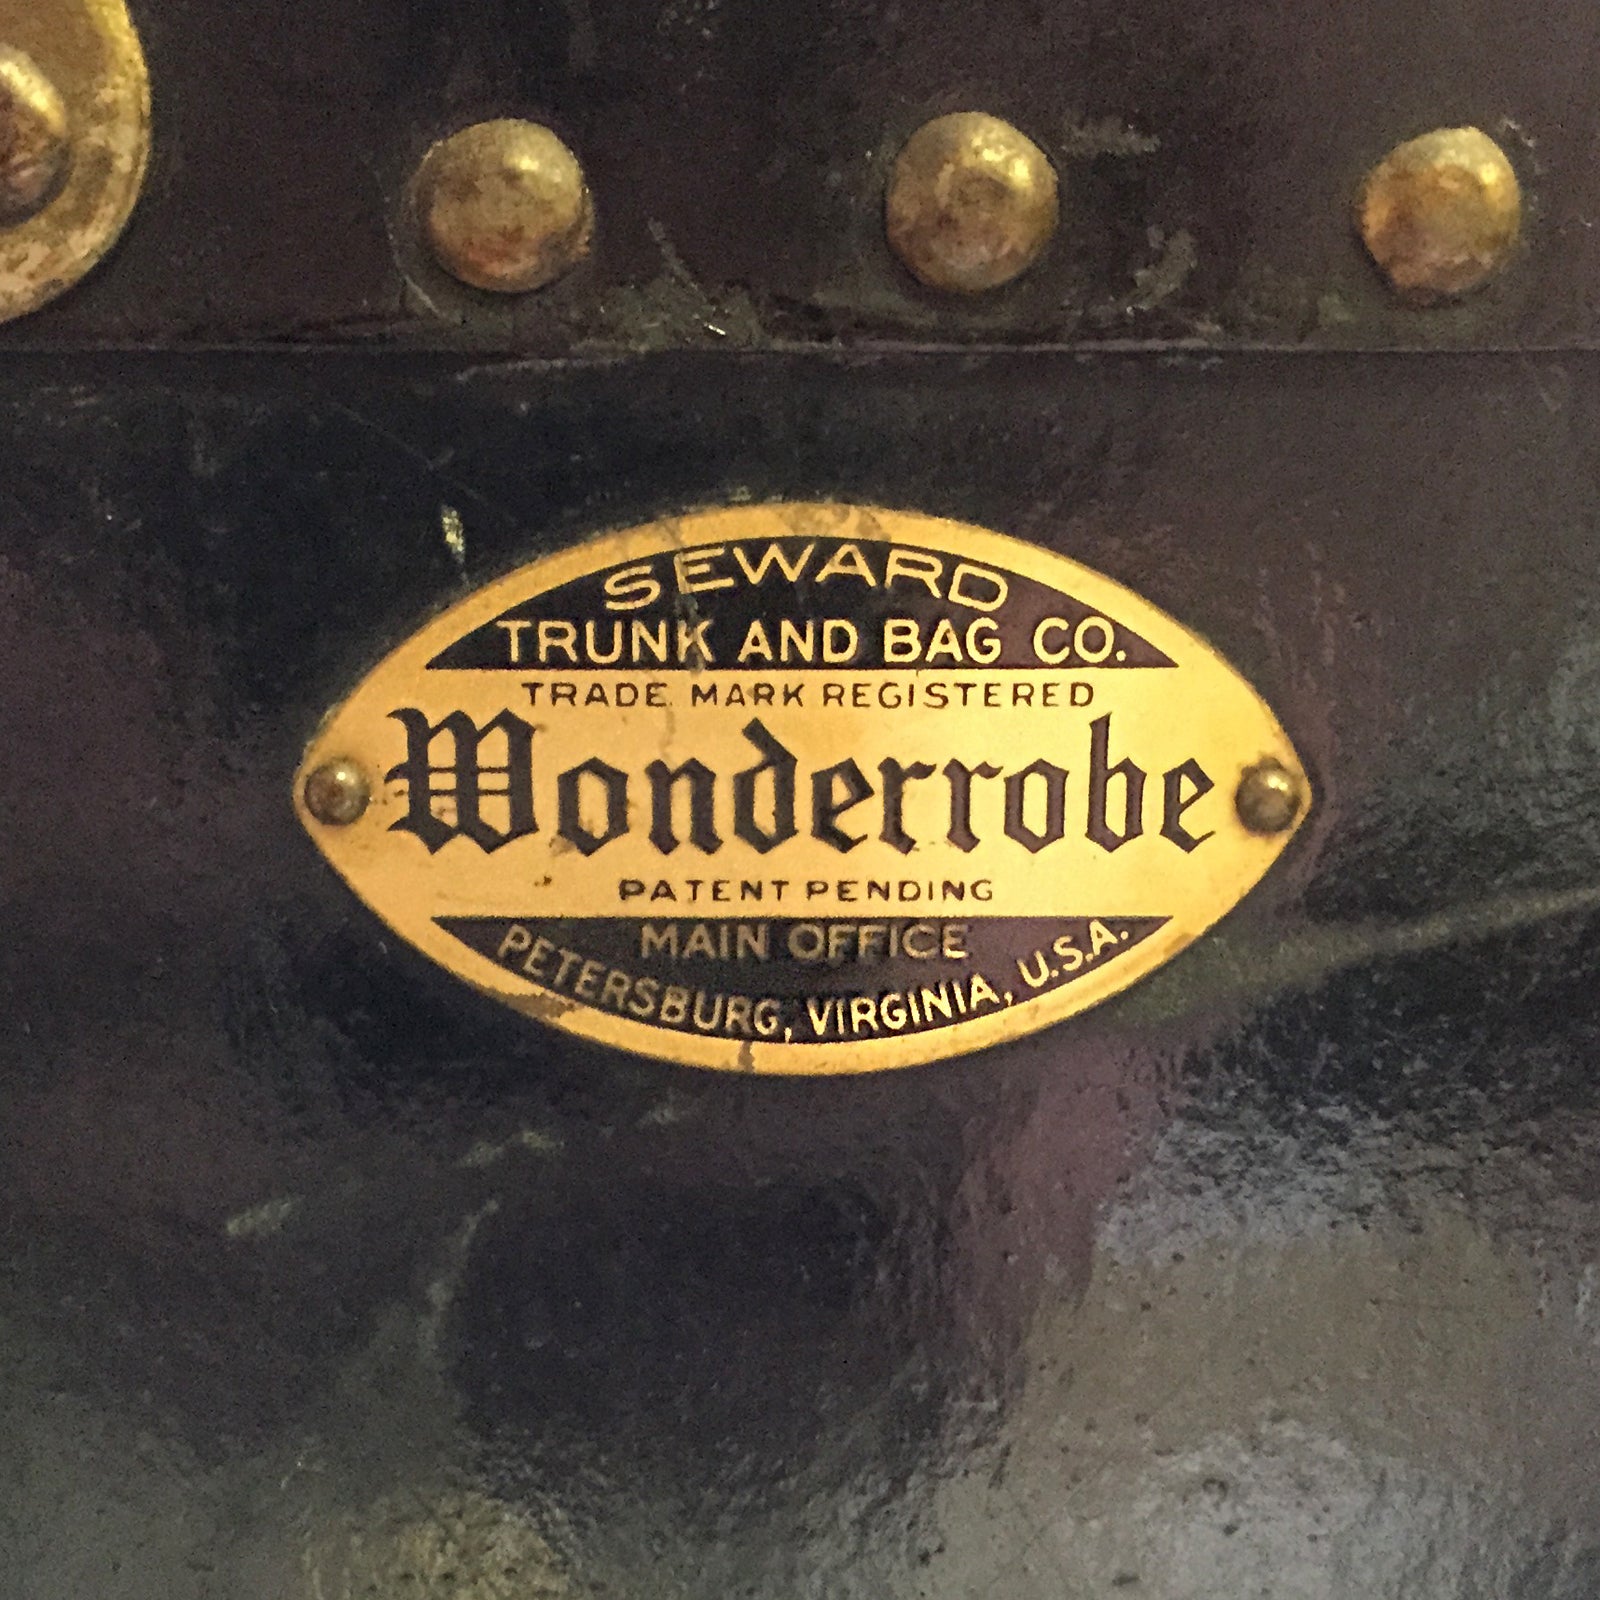 SEWARD
TRUNK AND BAG CO.
TRADE MARK REGISTERED
Wonderrobe
PATENT PENDING
MAIN OFFICE
PETERSBURG, VIRGINIA, U.S.A.